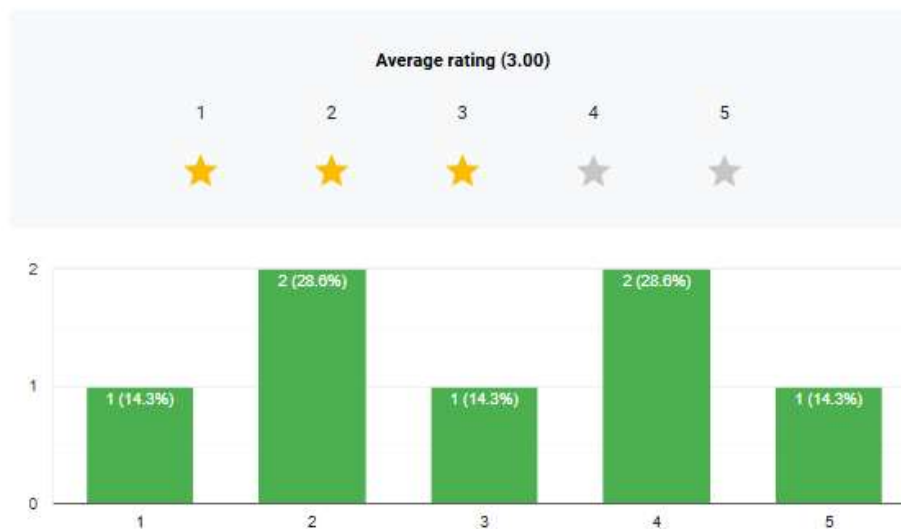 Average rating (3.00)
1 2 3 4 5
2
2 (28.6%) 2 (28.6%)
1
1 (14.3%) 1 (14.3%) 1 (14.3%)
0
1 2 3 4 5